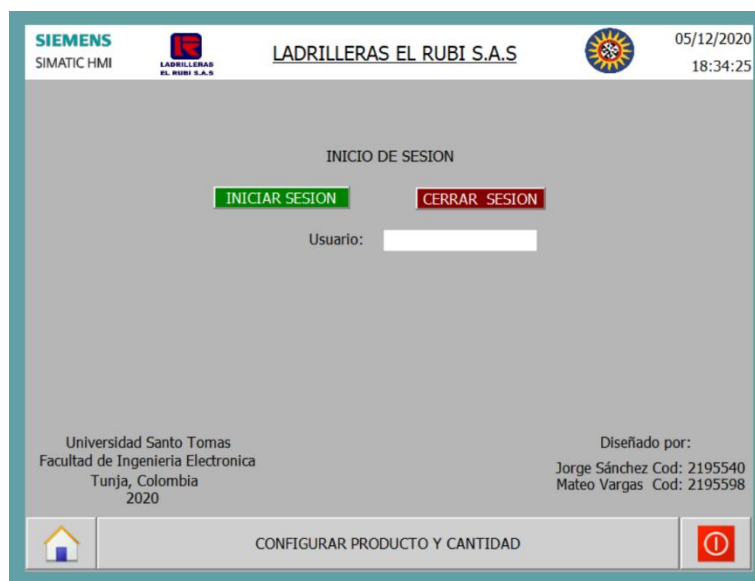 SIEMENS
SIMATIC HMI
LADRILLERAS
EL RUBI S.A.S
LADRILLERAS EL RUBI S.A.S
05/12/2020
18:34:25
INICIO DE SESION
INICIAR SESION
CERRAR SESION
Usuario:
Universidad Santo Tomas
Facultad de Ingenieria Electronica
Tunja, Colombia
2020
Diseñado por:
Jorge Sánchez Cod: 2195540
Mateo Vargas Cod: 2195598
CONFIGURAR PRODUCTO Y CANTIDAD